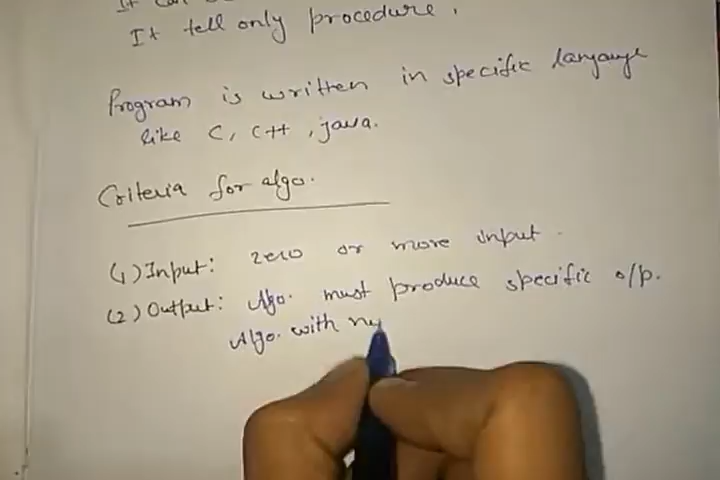 It tell only procedure.
Program is written in specific language
like C, C++, java.
Criteria for algo.
(1) Input: zero or more input.
(2) Output: Algo. must produce specific o/p.
Algo. with